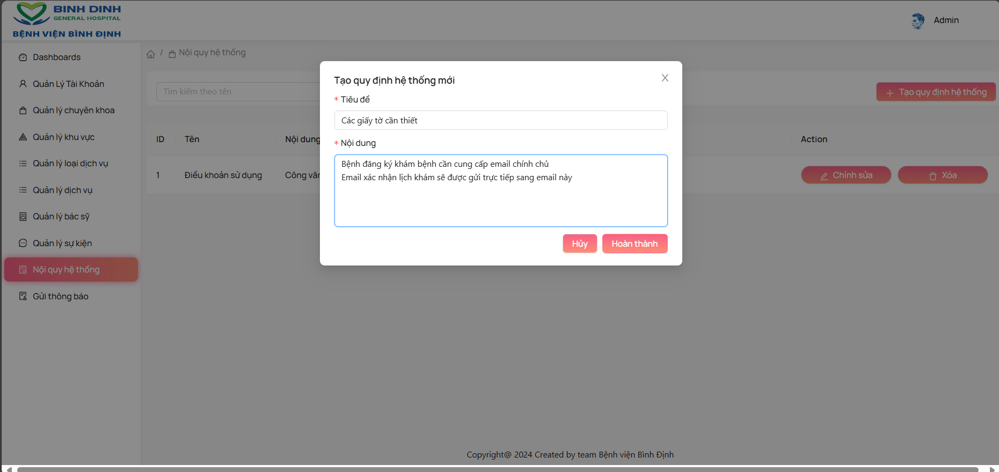 BINH DINH
GENERAL HOSPITAL
BỆNH VIỆN BÌNH ĐỊNH
Admin
Dashboards
Quản Lý Tài Khoản
Quản lý chuyên khoa
Quản lý khu vực
Quản lý loại dịch vụ
Quản lý dịch vụ
Quản lý bác sỹ
Quản lý sự kiện
Nội quy hệ thống
Gửi thông báo
/ Nội quy hệ thống
Tìm kiếm theo tên
Tạo quy định hệ thống
ID Tên Nội dung Action
1 Điều khoản sử dụng Công văn Chỉnh sửa Xóa
Tạo quy định hệ thống mới
* Tiêu đề
Các giấy tờ cần thiết
* Nội dung
Bệnh đăng ký khám bệnh cần cung cấp email chính chủ
Email xác nhận lịch khám sẽ được gửi trực tiếp sang email này
Hủy Hoàn thành
Copyright@ 2024 Created by team Bệnh viện Bình Định